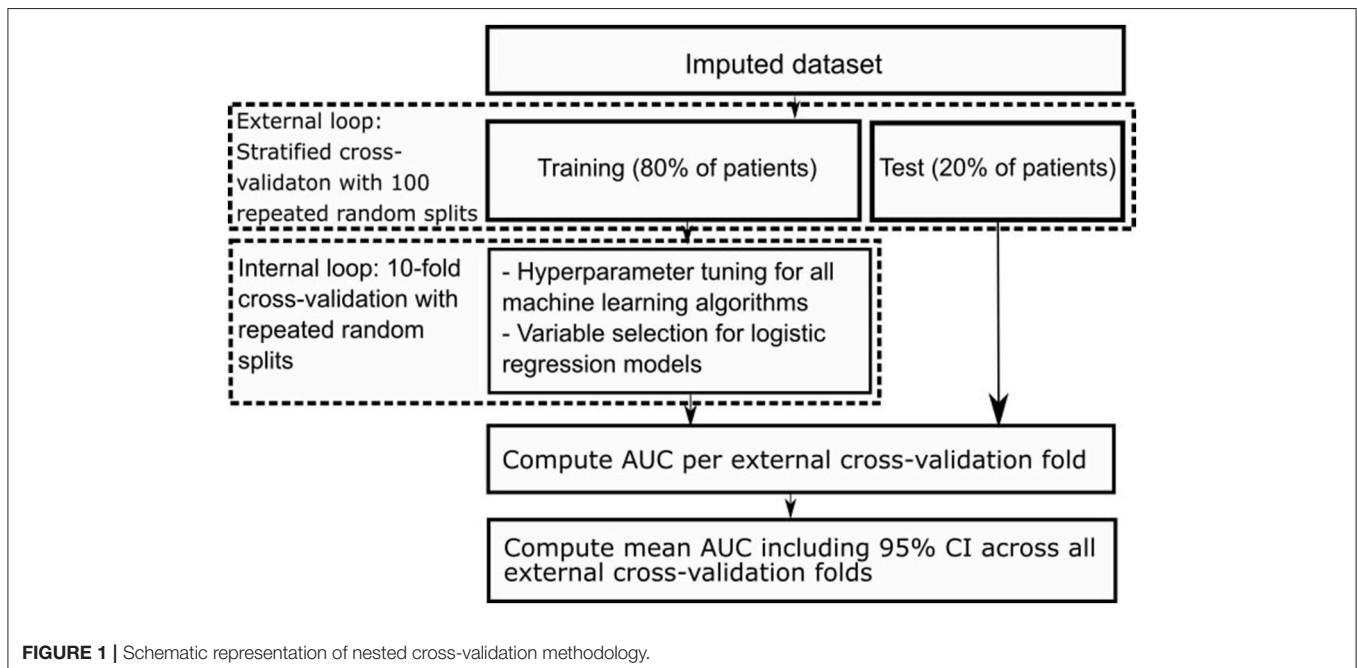 Imputed dataset
External loop:
Stratified cross-
validaton with 100
repeated random splits
Training (80% of patients)
Test (20% of patients)
Internal loop: 10-fold
cross-validation with
repeated random
splits
- Hyperparameter tuning for all
machine learning algorithms
- Variable selection for logistic
regression models
Compute AUC per external cross-validation fold
Compute mean AUC including 95% CI across all
external cross-validation folds
FIGURE 1 | Schematic representation of nested cross-validation methodology.